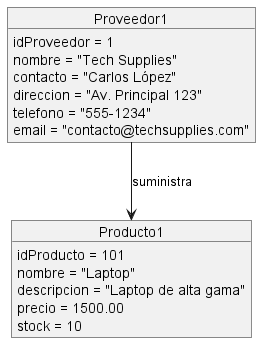 Proveedor1
idProveedor = 1
nombre = "Tech Supplies"
contacto = "Carlos López"
direccion = "Av. Principal 123"
telefono = "555-1234"
email = "contacto@techsupplies.com"
suministra
Producto1
idProducto = 101
nombre = "Laptop"
descripcion = "Laptop de alta gama"
precio = 1500.00
stock = 10